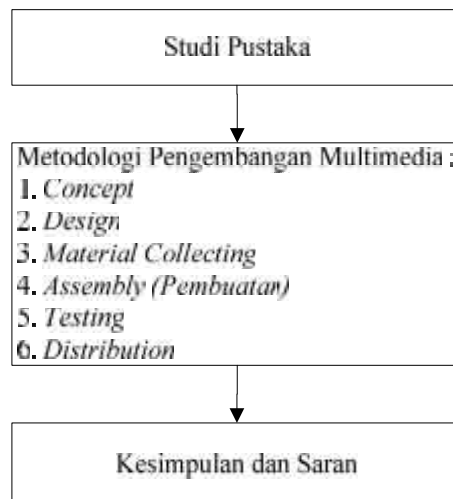 Studi Pustaka
Metodologi Pengembangan Multimedia :
1. Concept
2. Design
3. Material Collecting
4. Assembly (Pembuatan)
5. Testing
6. Distribution
Kesimpulan dan Saran